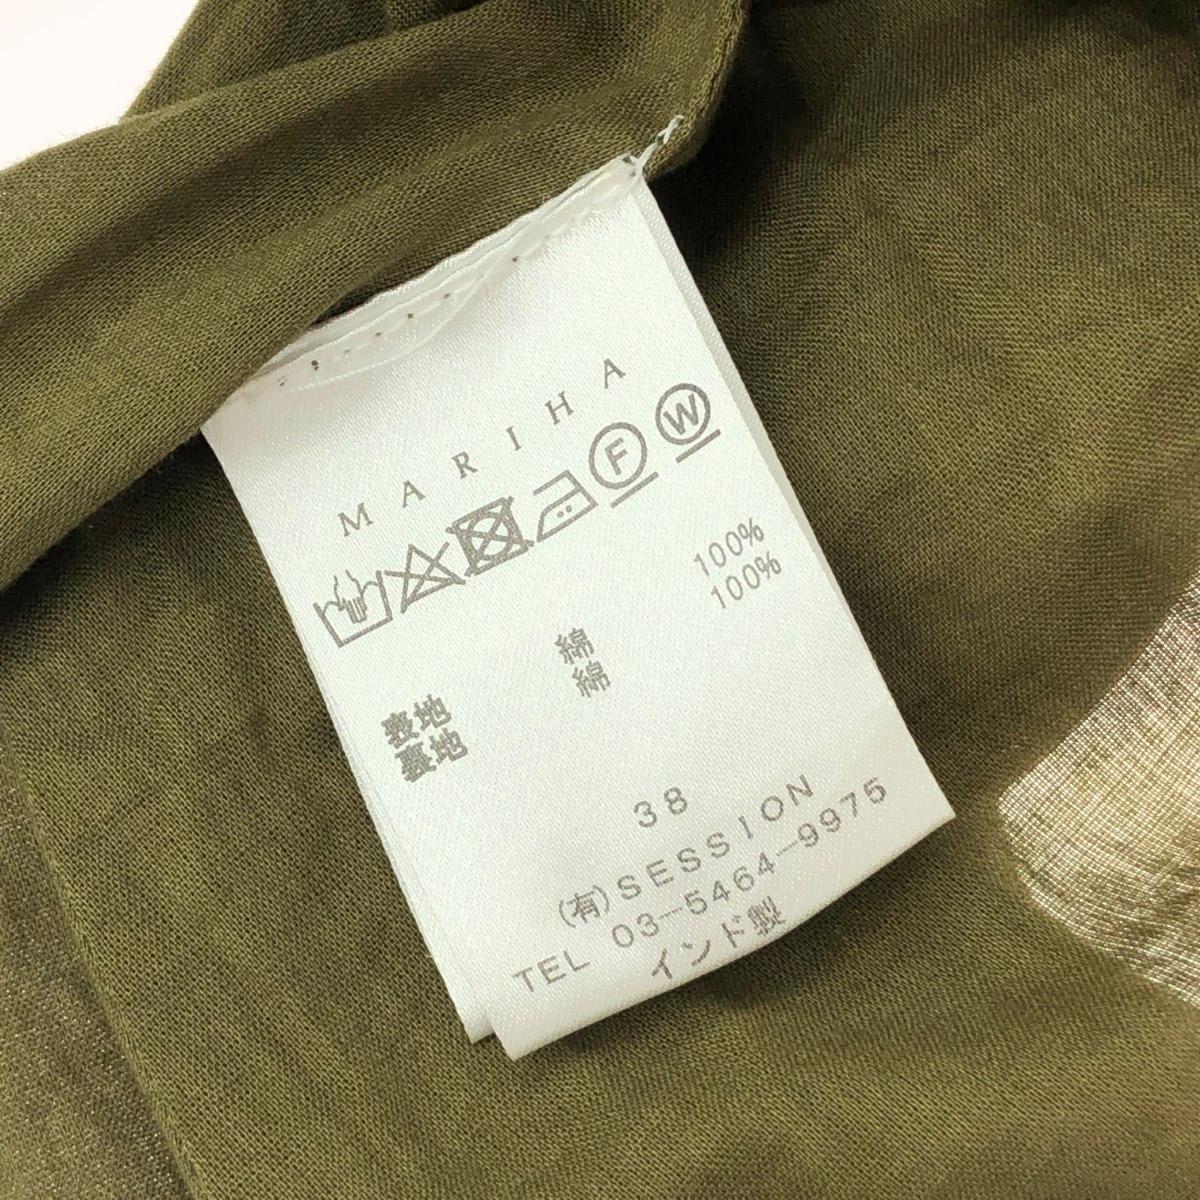 MARIHA
F W
表地 綿 100%
裏地 綿 100%
38
(有)SESSION
TEL 03-5464-9975
インド製